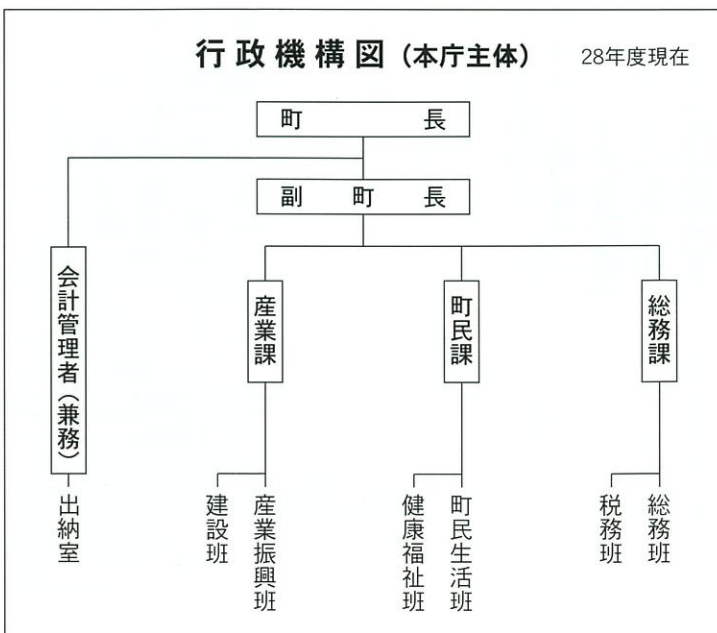 行政機構図（本庁主体） 28年度現在
町長
副町長
総務課
町民課
産業課
会計管理者（兼務）
総務班
税務班
町民生活班
健康福祉班
産業振興班
建設班
出納室